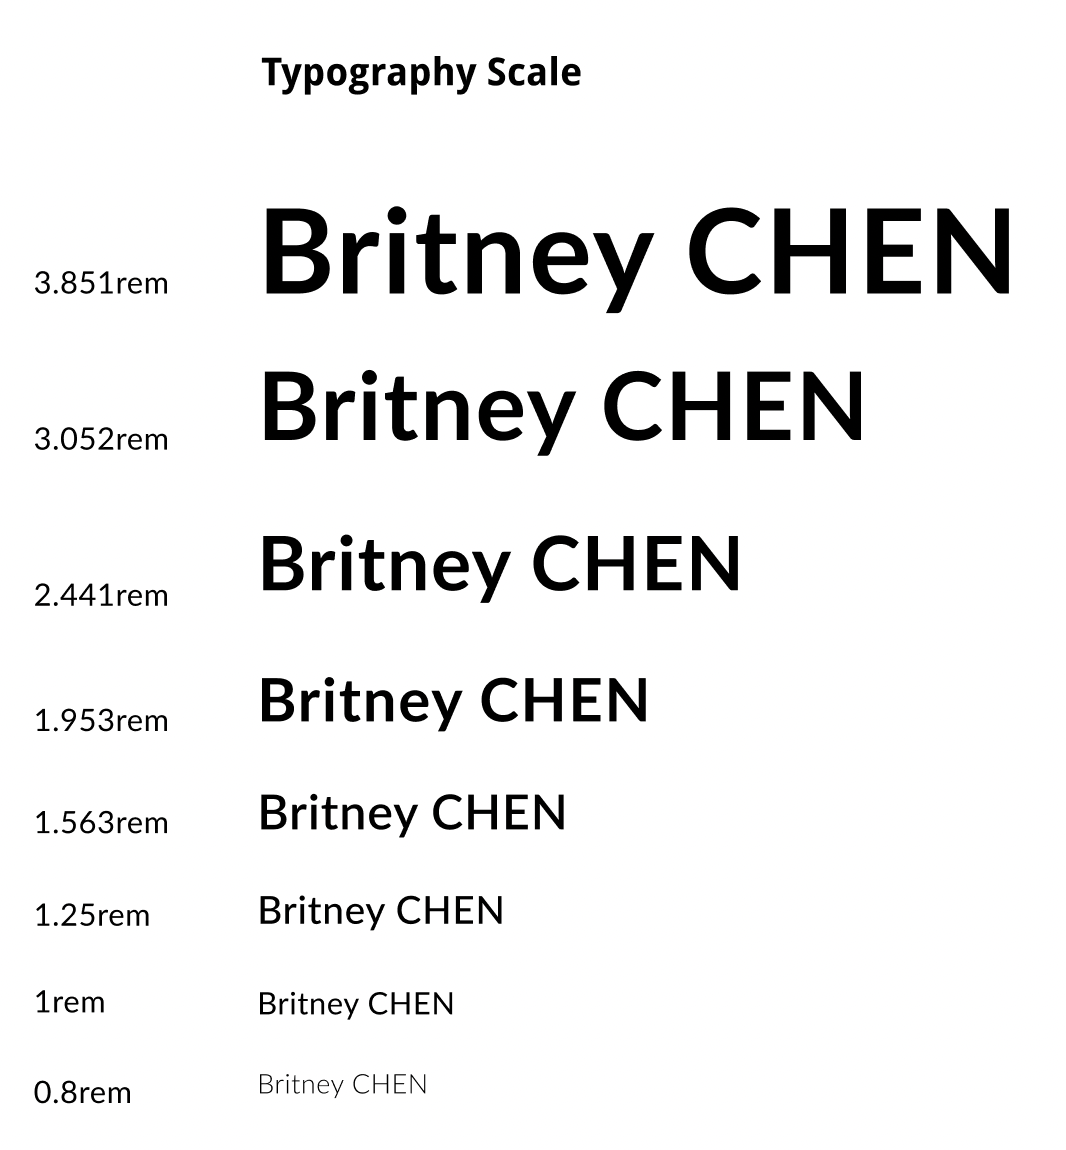 Typography Scale
3.851rem Britney CHEN
3.052rem Britney CHEN
2.441rem Britney CHEN
1.953rem Britney CHEN
1.563rem Britney CHEN
1.25rem Britney CHEN
1rem Britney CHEN
0.8rem Britney CHEN